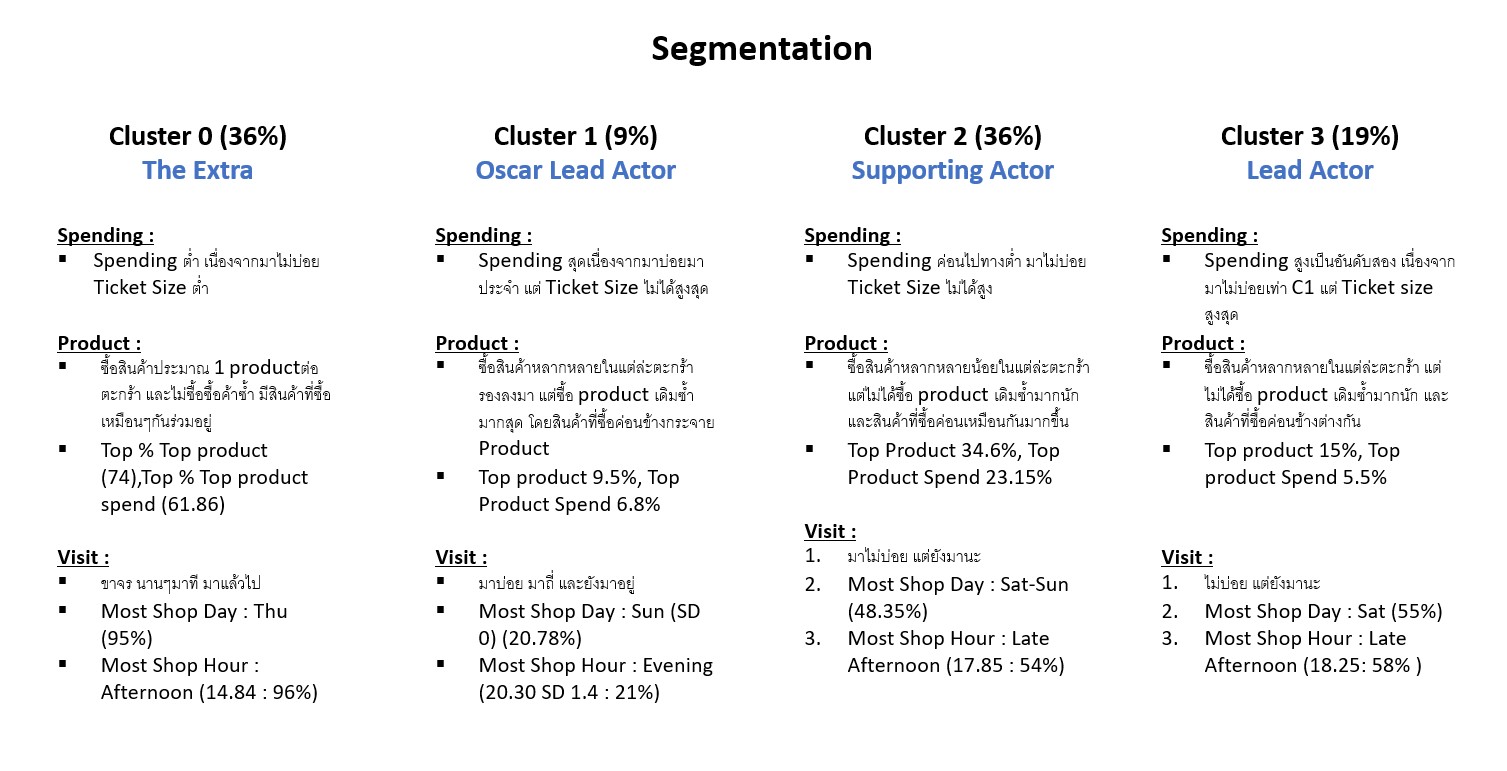 Segmentation
Cluster 0 (36%)
The Extra
Spending :
▪ Spending ต่ำ เนื่องจากมาไม่บ่อย
Ticket Size ต่ำ
Product :
▪ ซื้อสินค้าประมาณ 1 productต่อ
ตะกร้า และไม่ซื้อซื้อค้าซ้ำ มีสินค้าที่ซื้อ
เหมือนๆกันร่วมอยู่
▪ Top % Top product
(74),Top % Top product
spend (61.86)
Visit :
▪ ขาจร นานๆมาที มาแล้วไป
▪ Most Shop Day : Thu
(95%)
▪ Most Shop Hour :
Afternoon (14.84 : 96%)
Cluster 1 (9%)
Oscar Lead Actor
Spending :
▪ Spending สุดเนื่องจากมาบ่อยมา
ประจำ แต่ Ticket Size ไม่ได้สูงสุด
Product :
▪ ซื้อสินค้าหลากหลายในแต่ล่ะตะกร้า
รองลงมา แต่ซื้อ product เดิมซ้ำ
มากสุด โดยสินค้าที่ซื้อค่อนข้างกระจาย
Product
▪ Top product 9.5%, Top
Product Spend 6.8%
Visit :
▪ มาบ่อย มาถี่ และยังมาอยู่
▪ Most Shop Day : Sun (SD
0) (20.78%)
▪ Most Shop Hour : Evening
(20.30 SD 1.4 : 21%)
Cluster 2 (36%)
Supporting Actor
Spending :
▪ Spending ค่อนไปทางต่ำ มาไม่บ่อย
Ticket Size ไม่ได้สูง
Product :
▪ ซื้อสินค้าหลากหลายน้อยในแต่ล่ะตะกร้า
แต่ไม่ได้ซื้อ product เดิมซ้ำมากนัก
และสินค้าที่ซื้อค่อนเหมือนกันมากขึ้น
▪ Top Product 34.6%, Top
Product Spend 23.15%
Visit :
1. มาไม่บ่อย แต่ยังมานะ
2. Most Shop Day : Sat-Sun
(48.35%)
3. Most Shop Hour : Late
Afternoon (17.85 : 54%)
Cluster 3 (19%)
Lead Actor
Spending :
▪ Spending สูงเป็นอันดับสอง เนื่องจาก
มาไม่บ่อยเท่า C1 แต่ Ticket size
สูงสุด
Product :
▪ ซื้อสินค้าหลากหลายในแต่ล่ะตะกร้า แต่
ไม่ได้ซื้อ product เดิมซ้ำมากนัก และ
สินค้าที่ซื้อค่อนข้างต่างกัน
▪ Top product 15%, Top
product Spend 5.5%
Visit :
1. ไม่บ่อย แต่ยังมานะ
2. Most Shop Day : Sat (55%)
3. Most Shop Hour : Late
Afternoon (18.25: 58% )